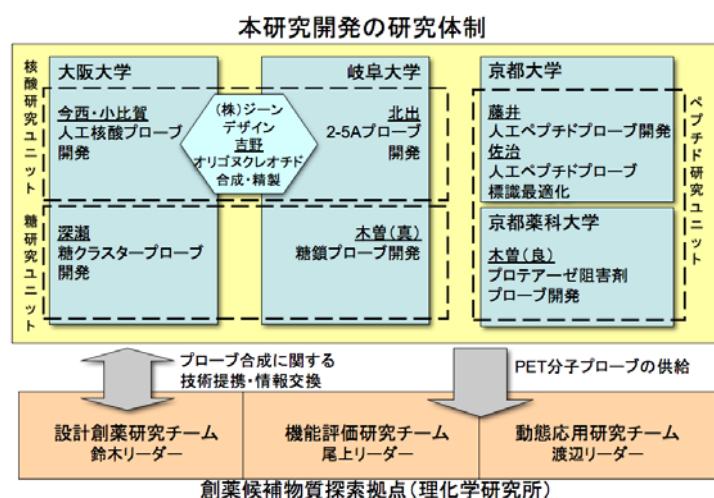 本研究開発の研究体制
核酸研究ユニット
糖研究ユニット
大阪大学
今西・小比賀
人工核酸プローブ
開発
深瀬
糖クラスタープローブ
開発
(株)ジーン
デザイン
吉野
オリゴヌクレオチド
合成・精製
岐阜大学
北出
2-5Aプローブ
開発
木曽(真)
糖鎖プローブ開発
京都大学
藤井
人工ペプチドプローブ開発
佐治
人工ペプチドプローブ
標識最適化
京都薬科大学
木曽(良)
プロテアーゼ阻害剤
プローブ開発
ペプチド研究ユニット
プローブ合成に関する
技術提携・情報交換
PET分子プローブの供給
設計創薬研究チーム
鈴木リーダー
機能評価研究チーム
尾上リーダー
動態応用研究チーム
渡辺リーダー
創薬候補物質探索拠点(理化学研究所)